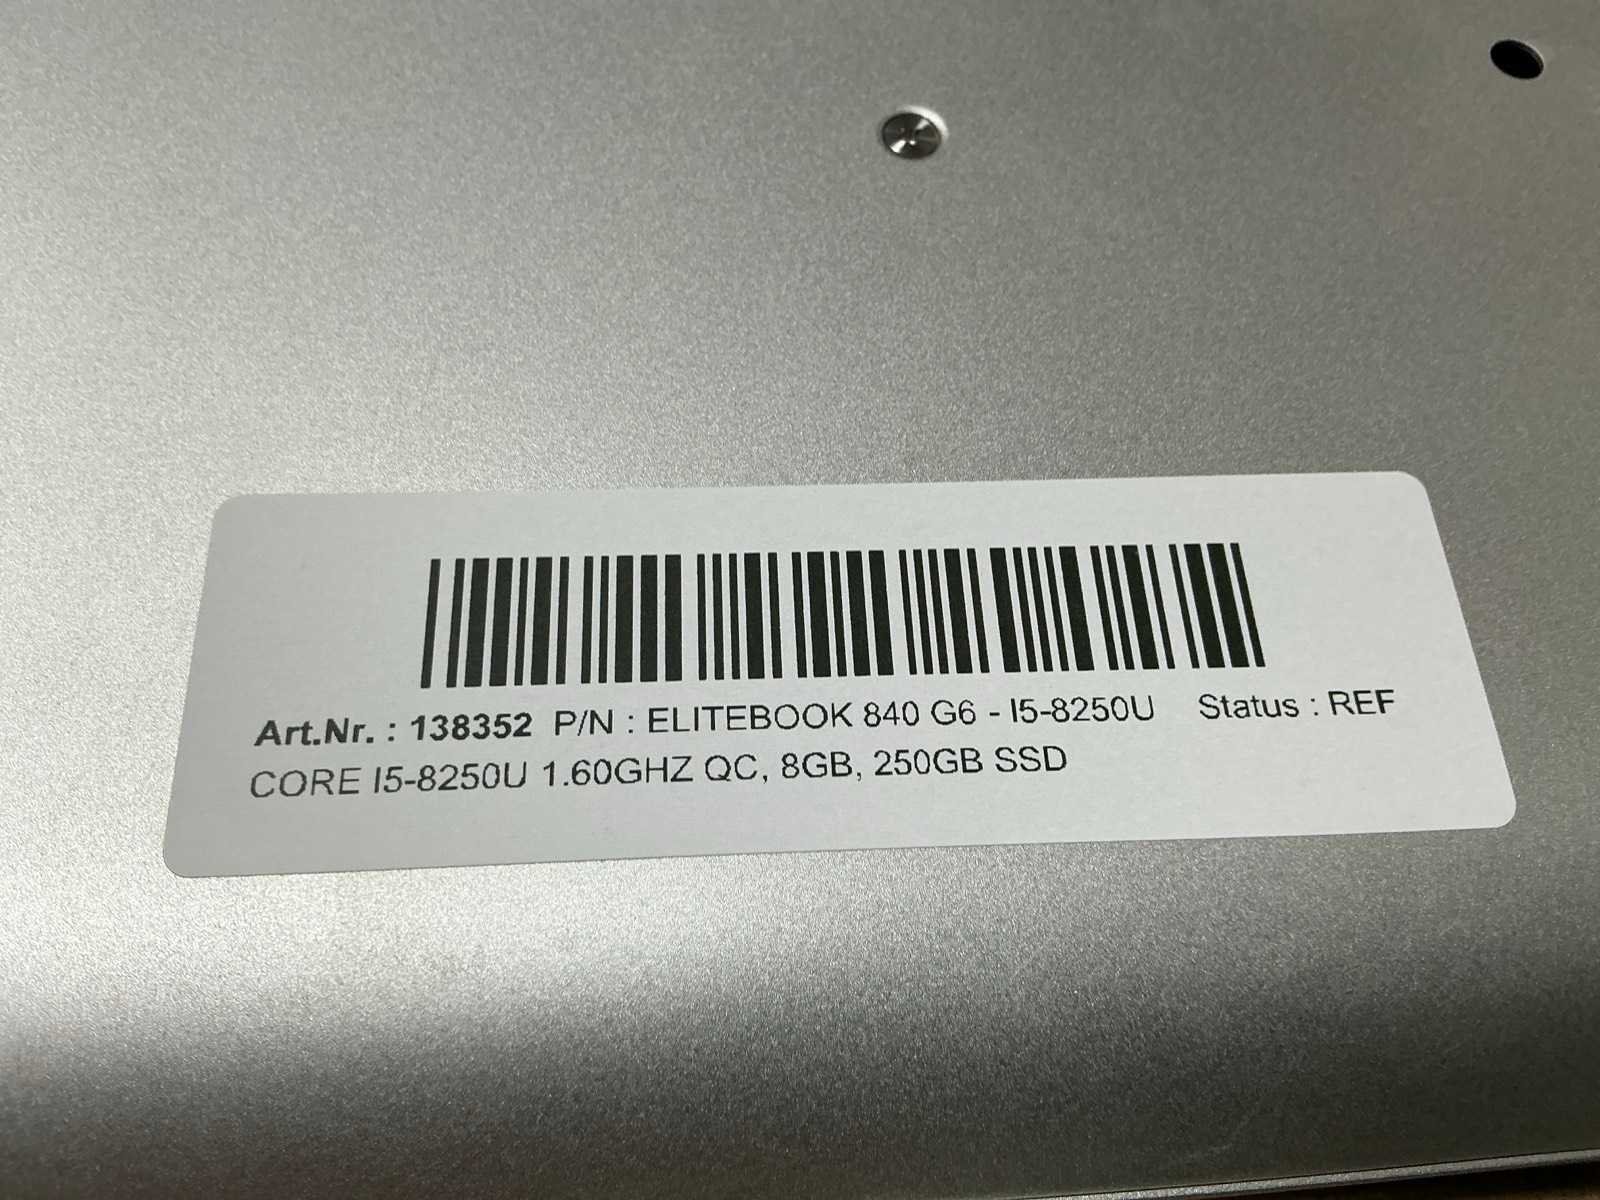 Art.Nr. : 138352 P/N : ELITEBOOK 840 G6 - I5-8250U Status : REF
CORE I5-8250U 1.60GHZ QC, 8GB, 250GB SSD